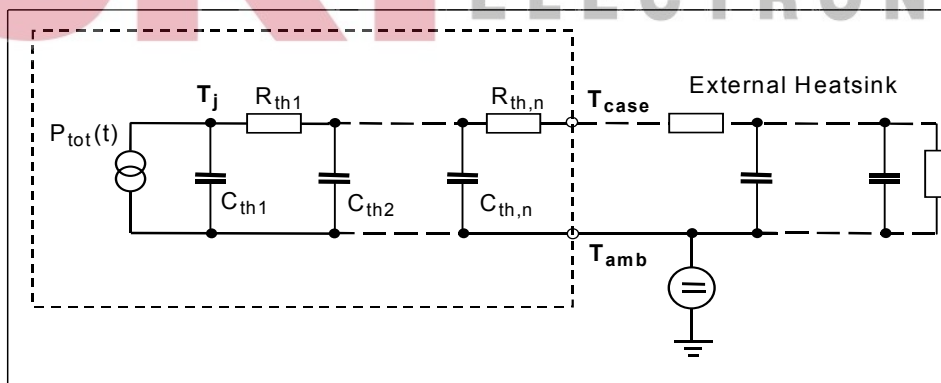 ELECTRON
External Heatsink
T_j
R_th1
R_th,n
T_case
P_tot(t)
C_th1
C_th2
C_th,n
T_amb